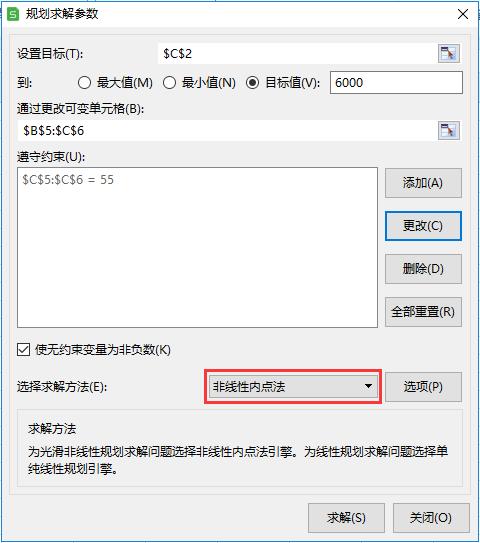 规划求解参数
设置目标(T): $C$2
到: 最大值(M) 最小值(N) 目标值(V): 6000
通过更改可变单元格(B):
$B$5:$C$6
遵守约束(U):
$C$5:$C$6 = 55
添加(A)
更改(C)
删除(D)
全部重置(R)
使无约束变量为非负数(K)
选择求解方法(E): 非线性内点法 选项(P)
求解方法
为光滑非线性规划求解问题选择非线性内点法引擎。为线性规划求解问题选择单
纯线性规划引擎。
求解(S) 关闭(O)